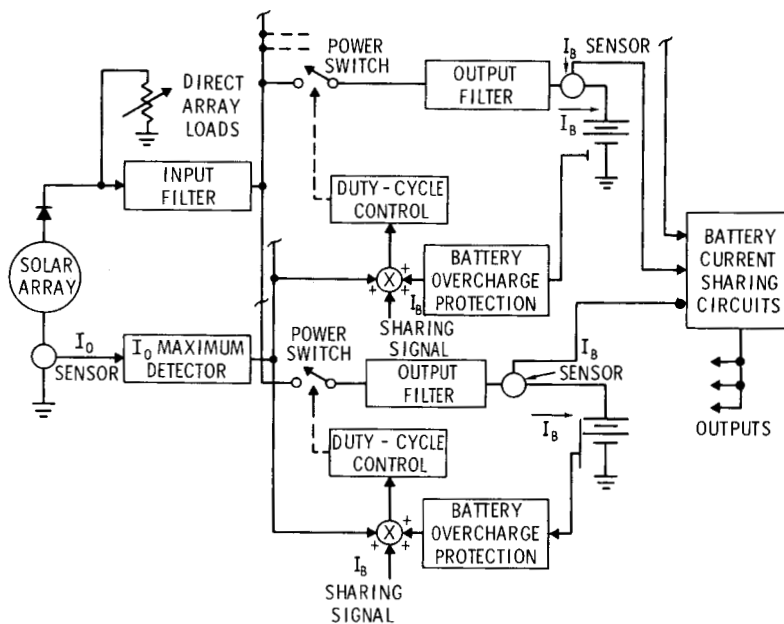 POWER
SWITCH
I_B SENSOR
OUTPUT
FILTER
I_B
DIRECT
ARRAY
LOADS
INPUT
FILTER
DUTY-CYCLE
CONTROL
SOLAR
ARRAY
X
+ + +
I_B
SHARING
SIGNAL
BATTERY
OVERCHARGE
PROTECTION
BATTERY
CURRENT
SHARING
CIRCUITS
I_O
SENSOR
I_O MAXIMUM
DETECTOR
POWER
SWITCH
OUTPUT
FILTER
I_B
SENSOR
I_B
OUTPUTS
DUTY-CYCLE
CONTROL
X
+ + +
BATTERY
OVERCHARGE
PROTECTION
I_B
SHARING
SIGNAL